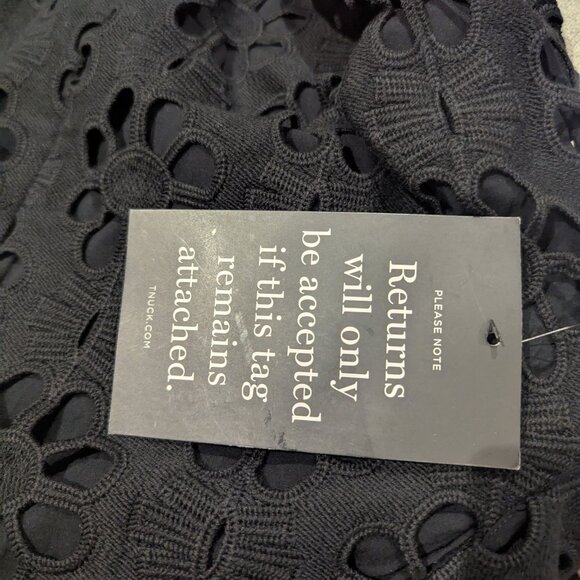 PLEASE NOTE
Returns
will only
be accepted
if this tag
remains
attached.
TNUCK.COM